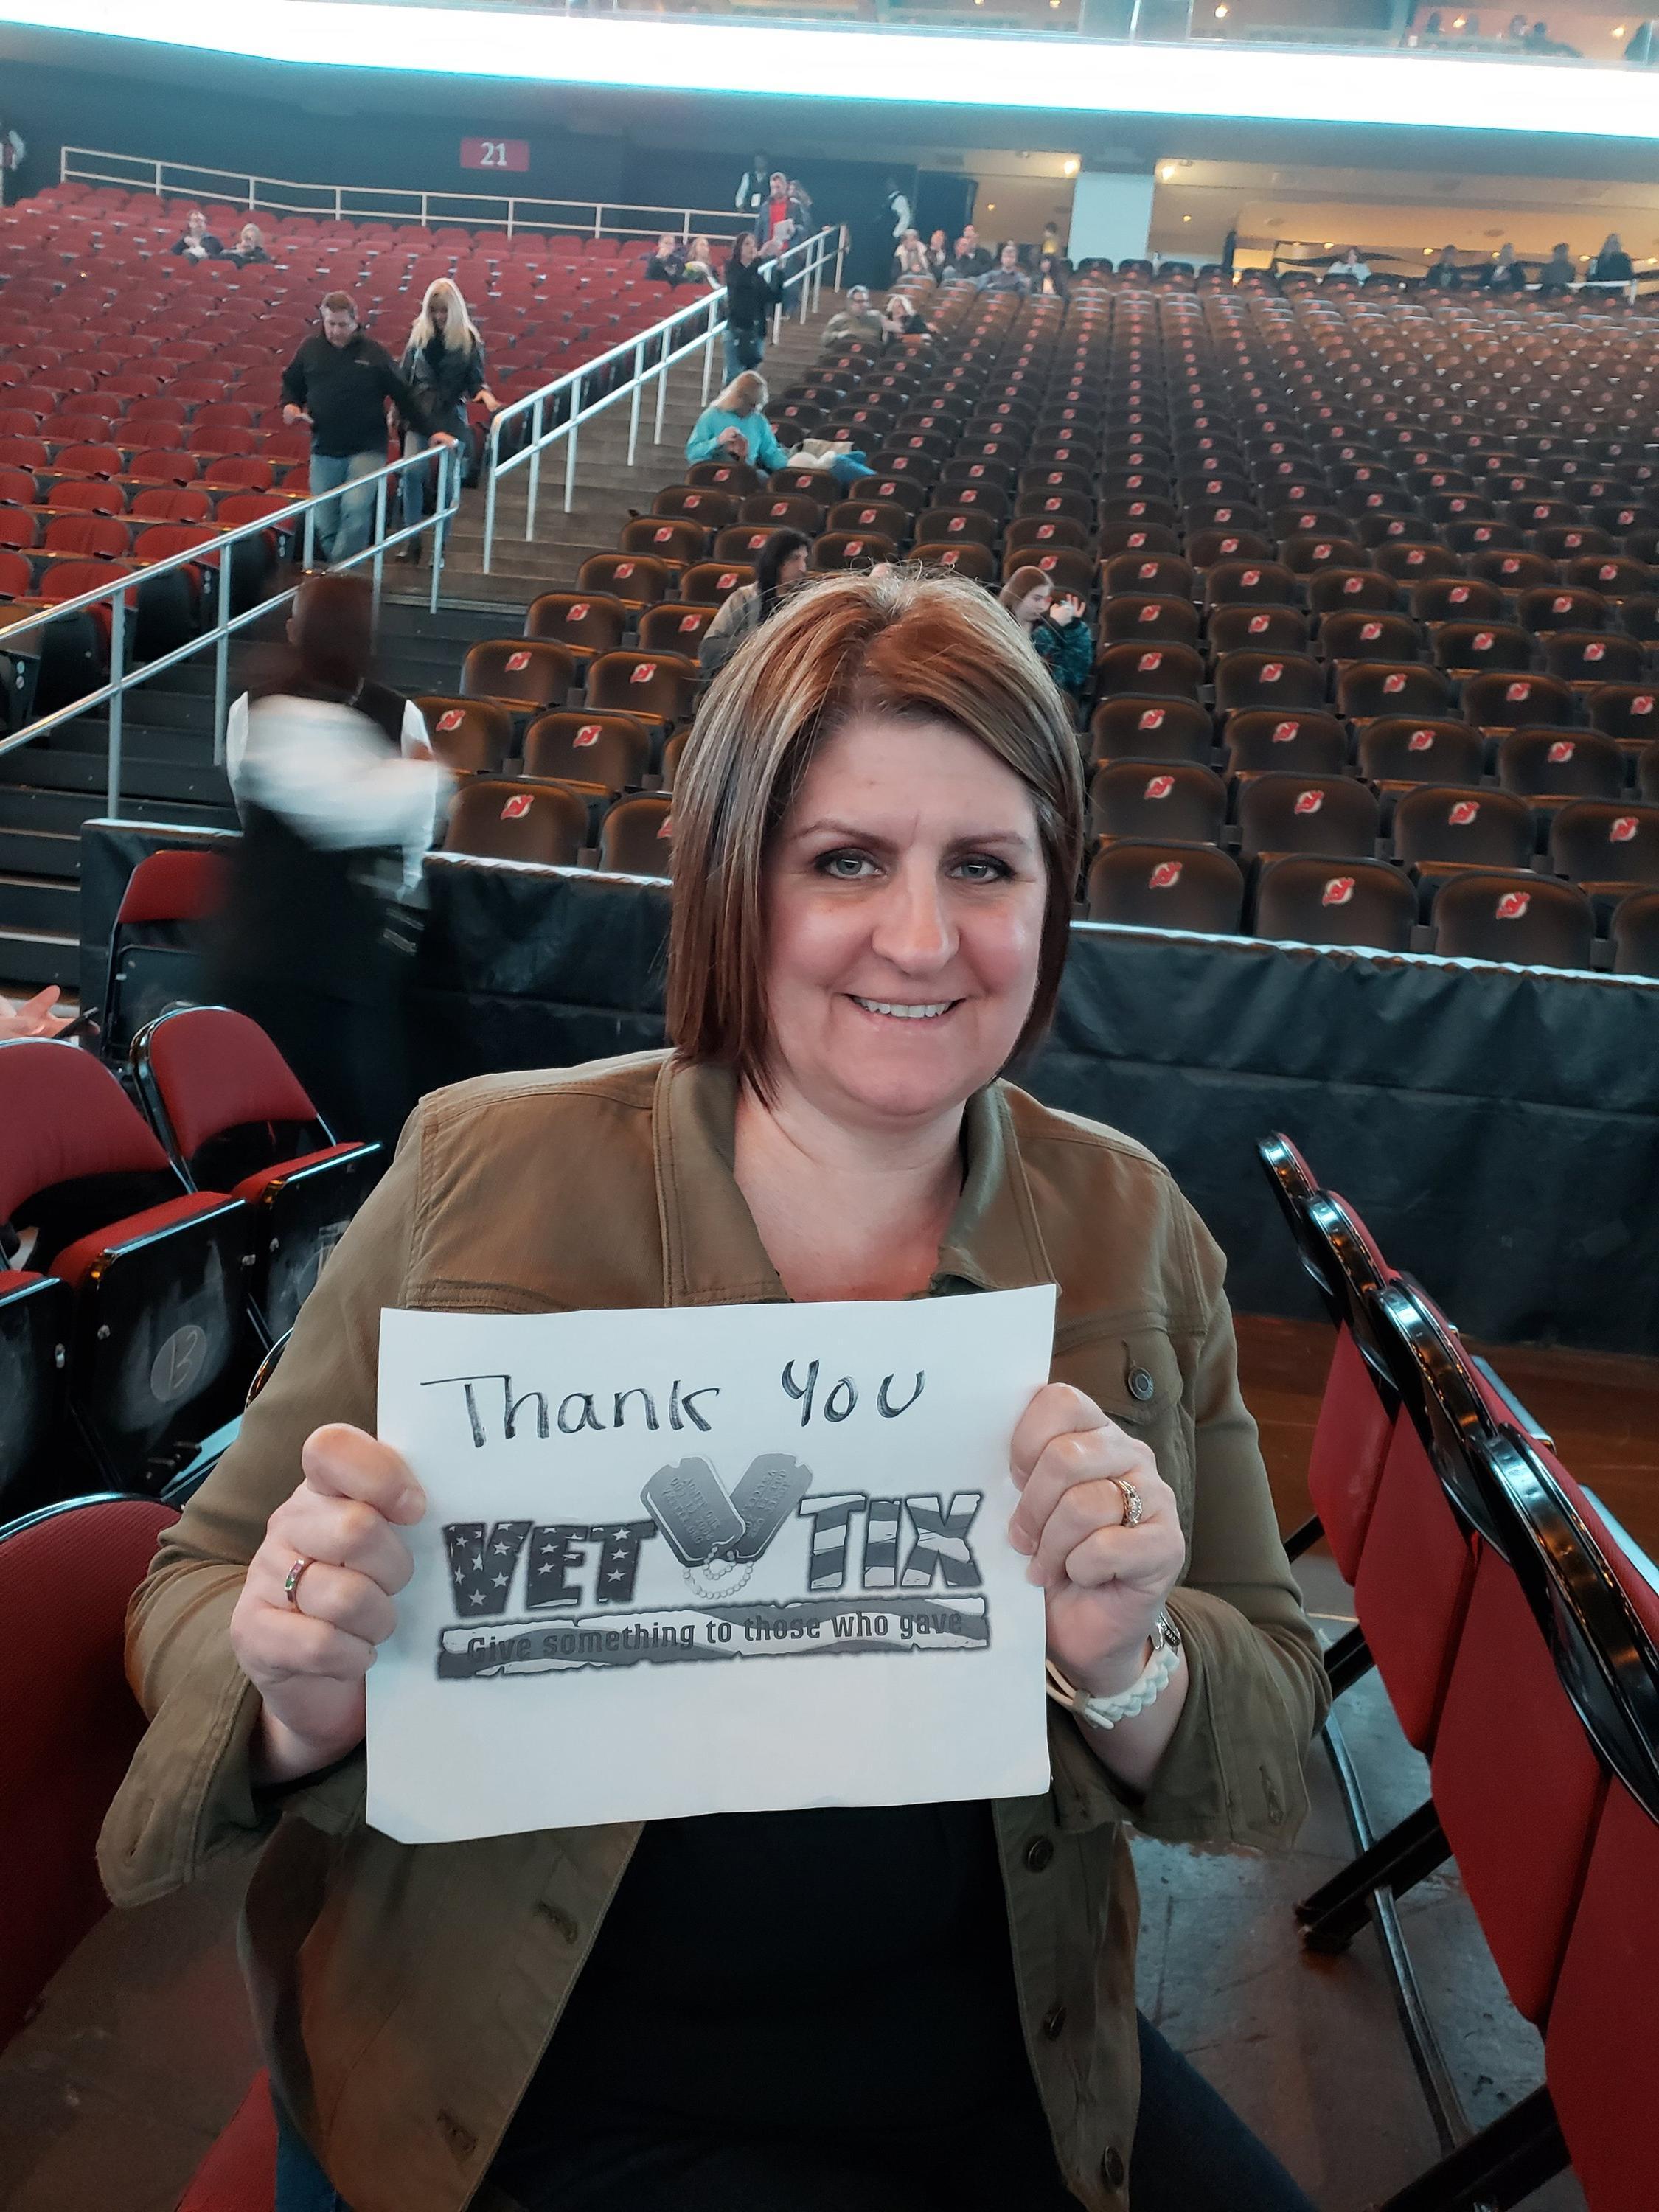 21
Thank You
VET TIX
Give something to those who gave